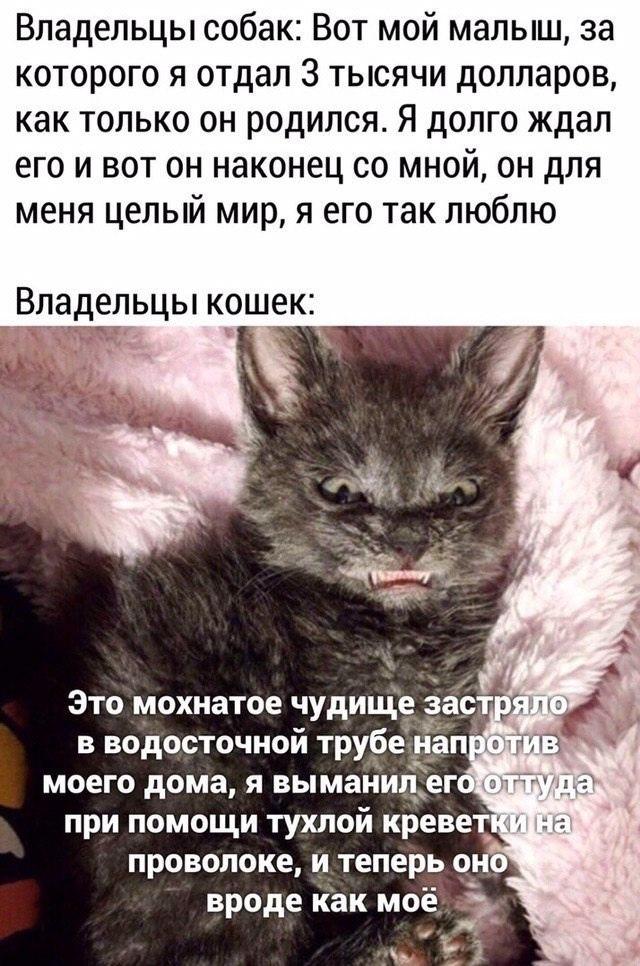 Владельцы собак: Вот мой малыш, за
которого я отдал 3 тысячи долларов,
как только он родился. Я долго ждал
его и вот он наконец со мной, он для
меня целый мир, я его так люблю
Владельцы кошек:
Это мохнатое чудище застряло
в водосточной трубе напротив
моего дома, я выманил его оттуда
при помощи тухлой креветки на
проволоке, и теперь оно
вроде как моё